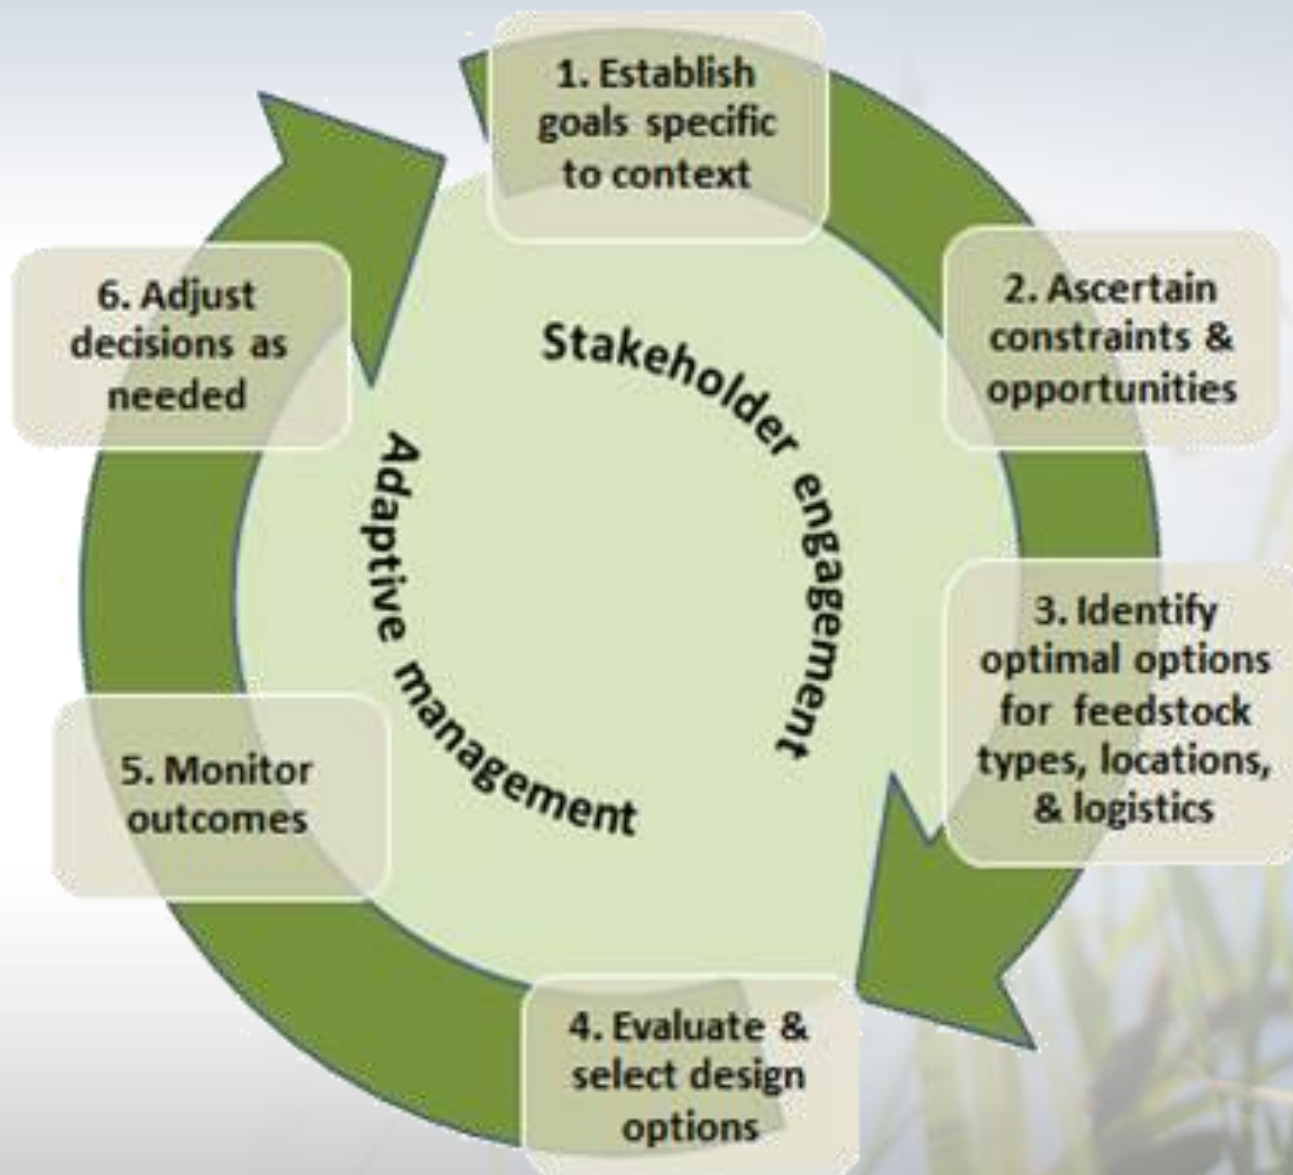 1. Establish
goals specific
to context
2. Ascertain
constraints &
opportunities
3. Identify
optimal options
for feedstock
types, locations,
& logistics
4. Evaluate &
select design
options
5. Monitor
outcomes
6. Adjust
decisions as
needed
Stakeholder engagement
Adaptive management